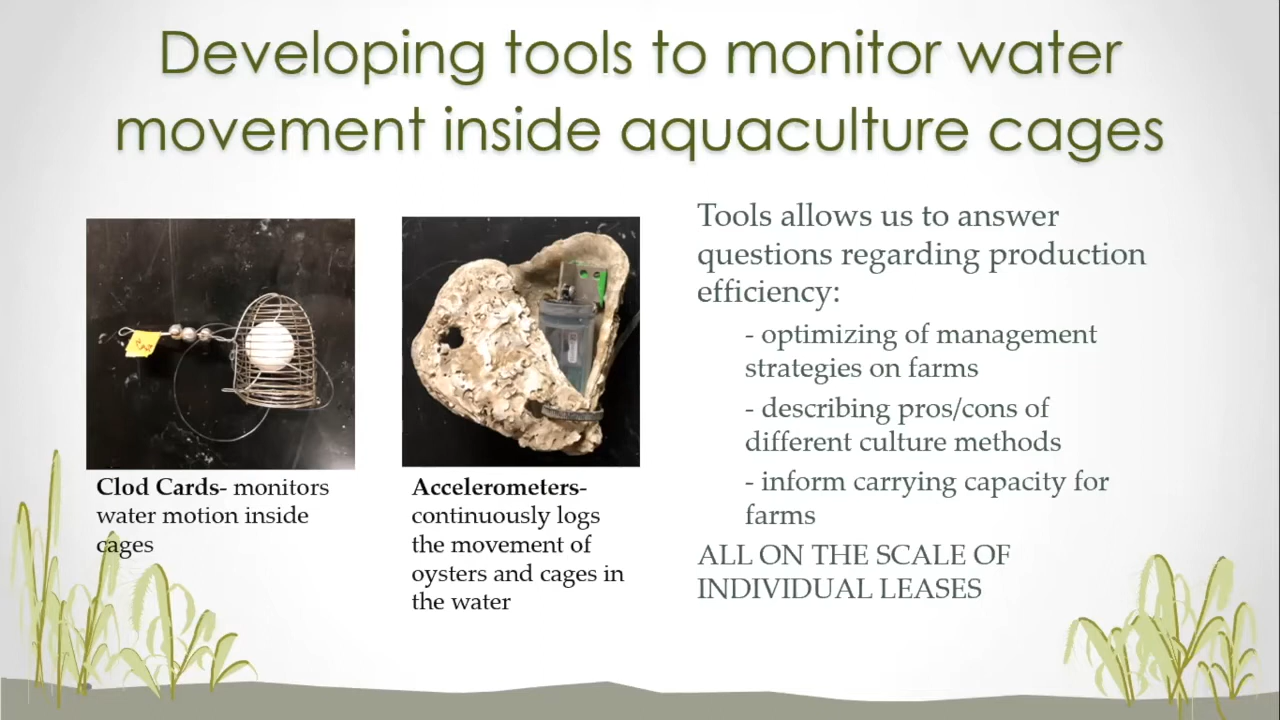 Developing tools to monitor water
movement inside aquaculture cages
Tools allows us to answer
questions regarding production
efficiency:
- optimizing of management
strategies on farms
- describing pros/cons of
different culture methods
- inform carrying capacity for
farms
ALL ON THE SCALE OF
INDIVIDUAL LEASES
Clod Cards- monitors
water motion inside
cages
Accelerometers-
continuously logs
the movement of
oysters and cages in
the water